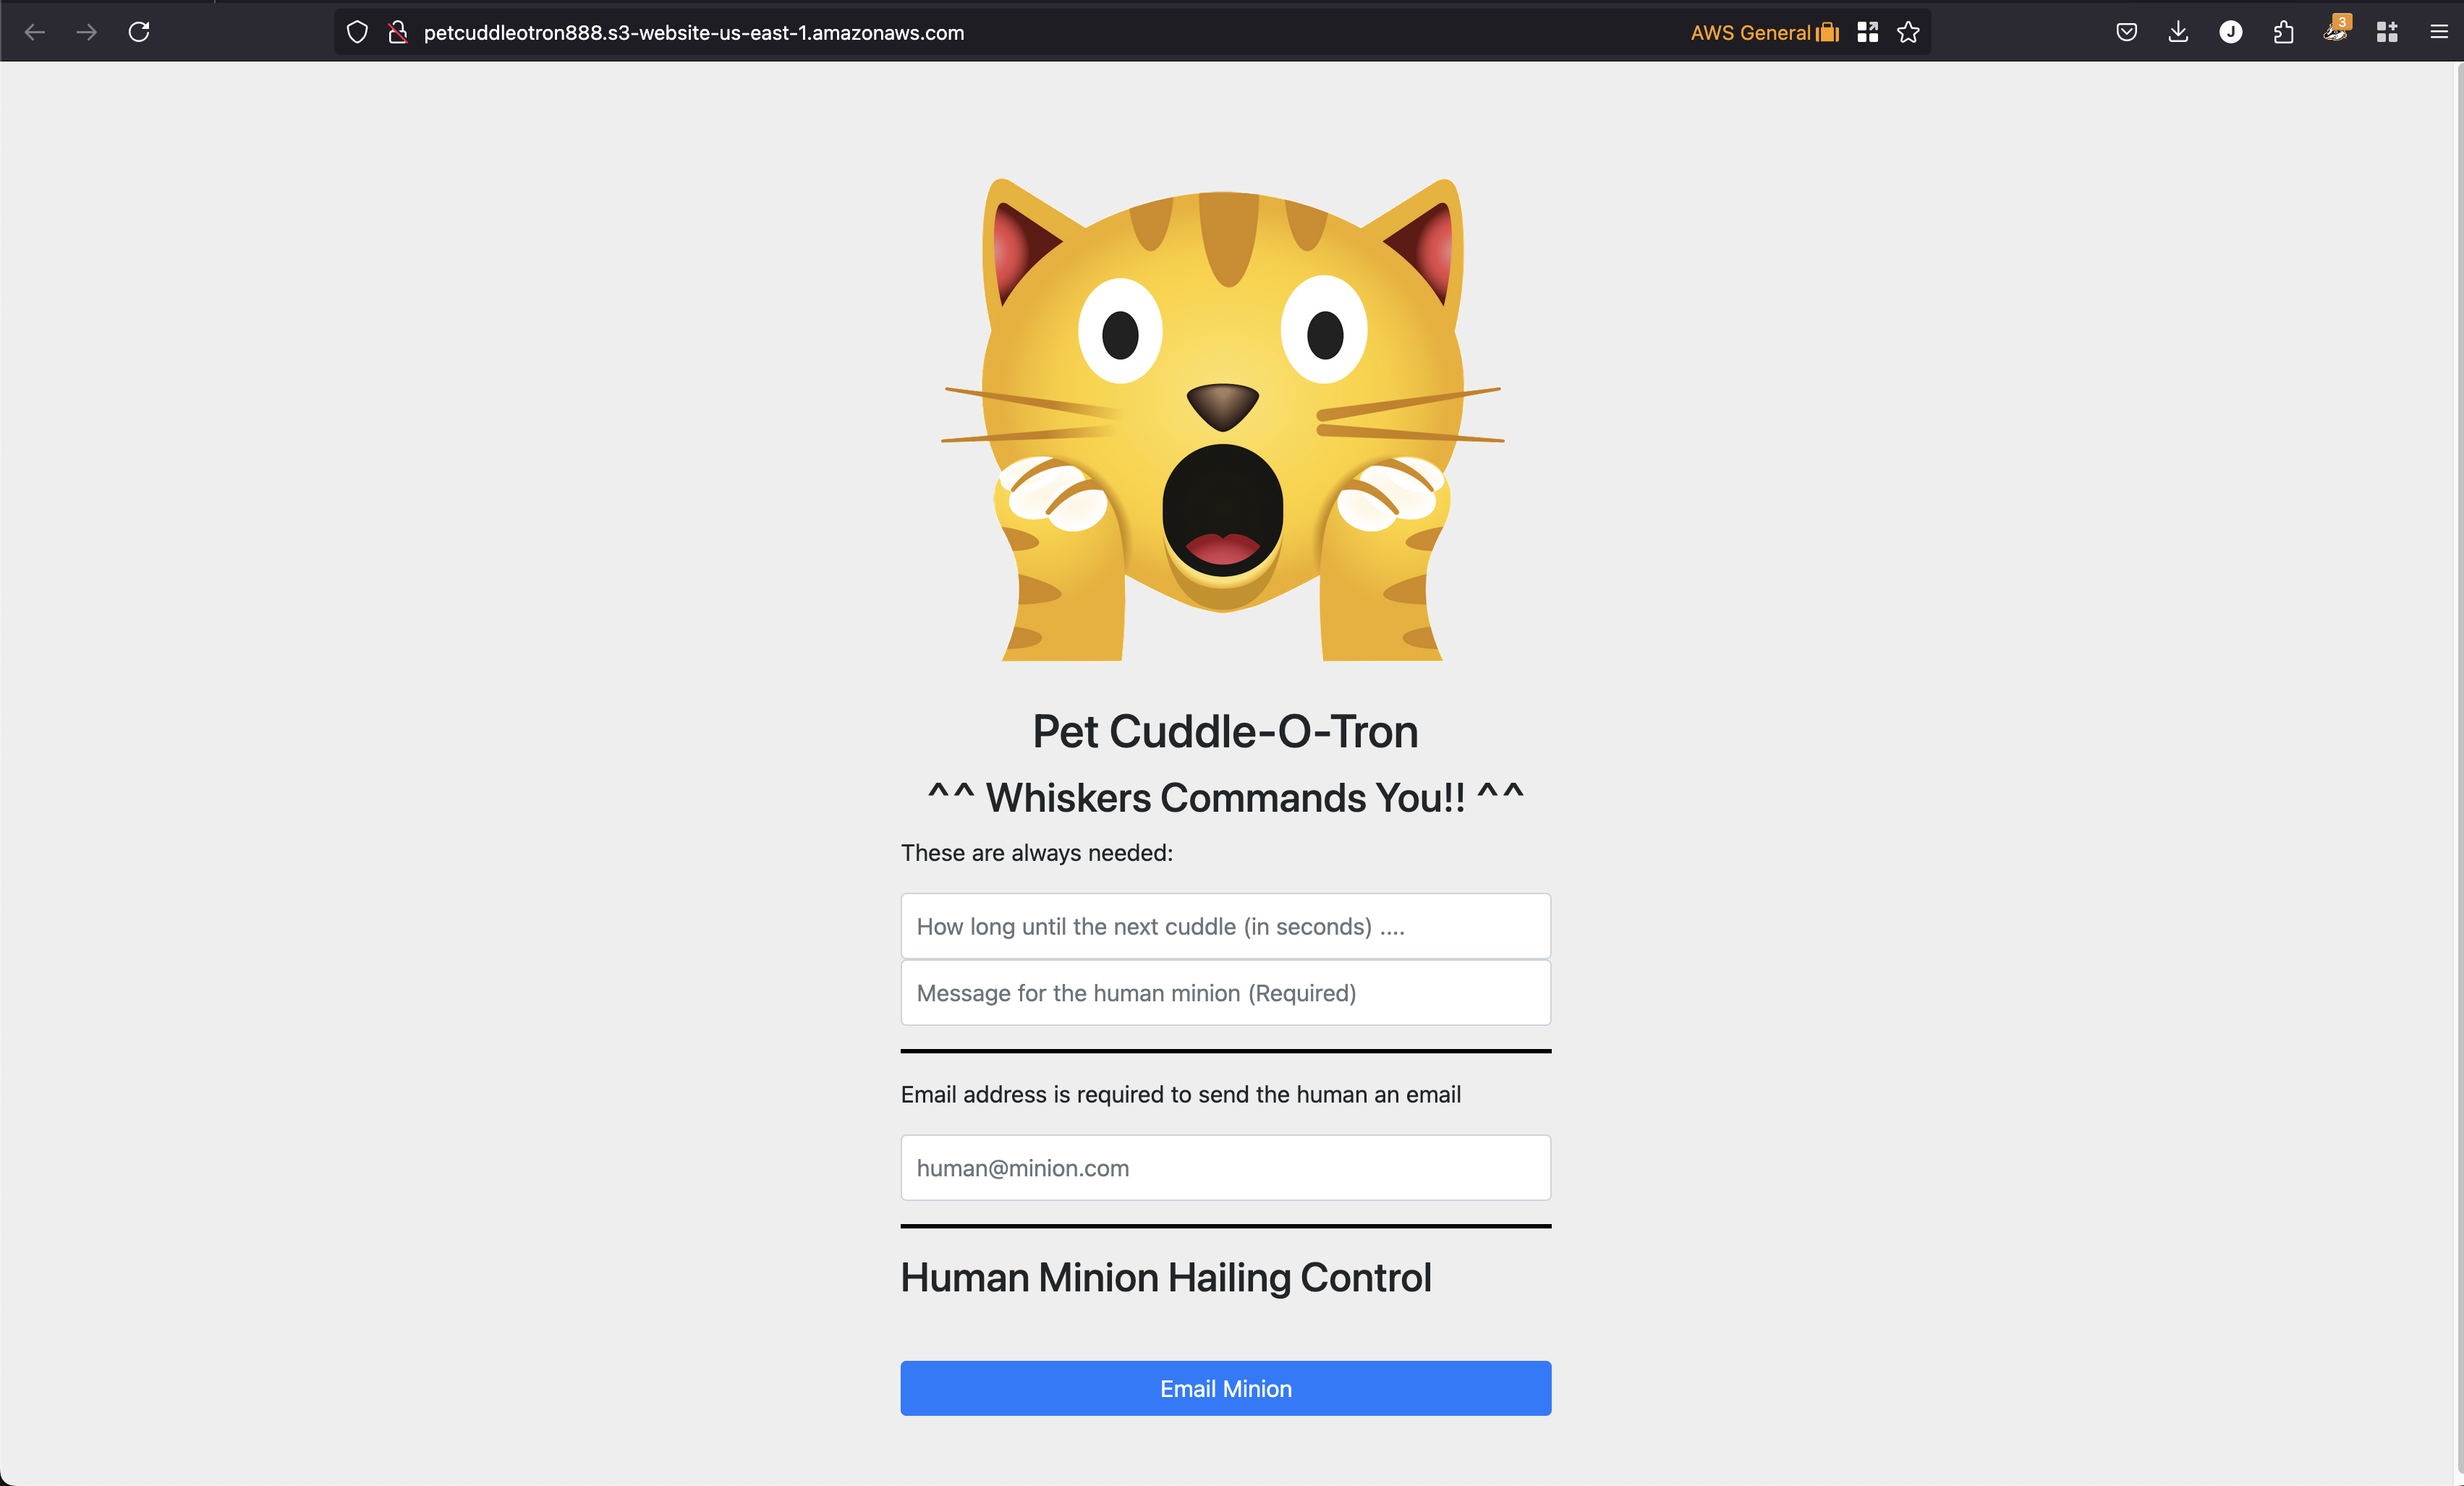 petcuddleotron888.s3-website-us-east-1.amazonaws.com
AWS General
J
3
Pet Cuddle-O-Tron
^^ Whiskers Commands You!! ^^
These are always needed:
How long until the next cuddle (in seconds) ....
Message for the human minion (Required)
Email address is required to send the human an email
human@minion.com
Human Minion Hailing Control
Email Minion